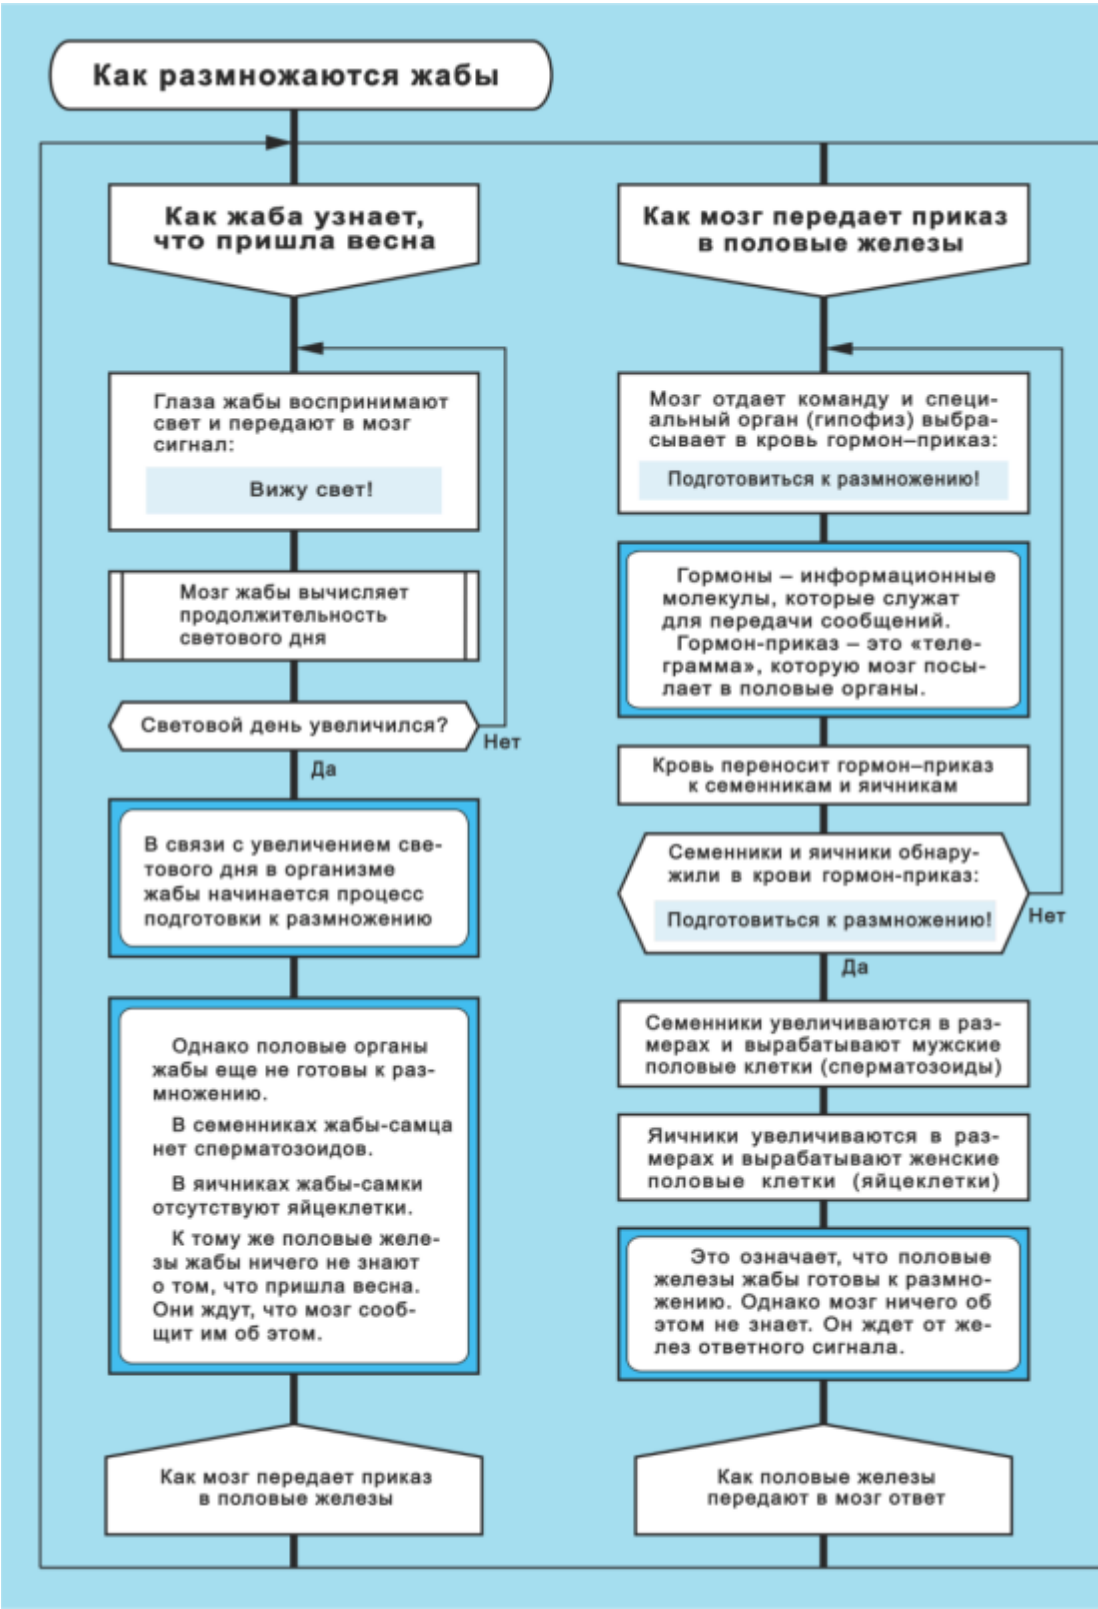 Как размножаются жабы
Как жаба узнает,
что пришла весна
Глаза жабы воспринимают
свет и передают в мозг
сигнал:
Вижу свет!
Мозг жабы вычисляет
продолжительность
светового дня
Световой день увеличился?
Нет
Да
В связи с увеличением све-
тового дня в организме
жабы начинается процесс
подготовки к размножению
Однако половые органы
жабы еще не готовы к раз-
множению.
В семенниках жабы-самца
нет сперматозоидов.
В яичниках жабы-самки
отсутствуют яйцеклетки.
К тому же половые желе-
зы жабы ничего не знают
о том, что пришла весна.
Они ждут, что мозг сооб-
щит им об этом.
Как мозг передает приказ
в половые железы
Как мозг передает приказ
в половые железы
Мозг отдает команду и специ-
альный орган (гипофиз) выбра-
сывает в кровь гормон–приказ:
Подготовиться к размножению!
Гормоны – информационные
молекулы, которые служат
для передачи сообщений.
Гормон-приказ – это «теле-
грамма», которую мозг посы-
лает в половые органы.
Кровь переносит гормон–приказ
к семенникам и яичникам
Семенники и яичники обнару-
жили в крови гормон-приказ:
Подготовиться к размножению!
Нет
Да
Семенники увеличиваются в раз-
мерах и вырабатывают мужские
половые клетки (сперматозоиды)
Яичники увеличиваются в раз-
мерах и вырабатывают женские
половые клетки (яйцеклетки)
Это означает, что половые
железы жабы готовы к размно-
жению. Однако мозг ничего об
этом не знает. Он ждет от же-
лез ответного сигнала.
Как половые железы
передают в мозг ответ